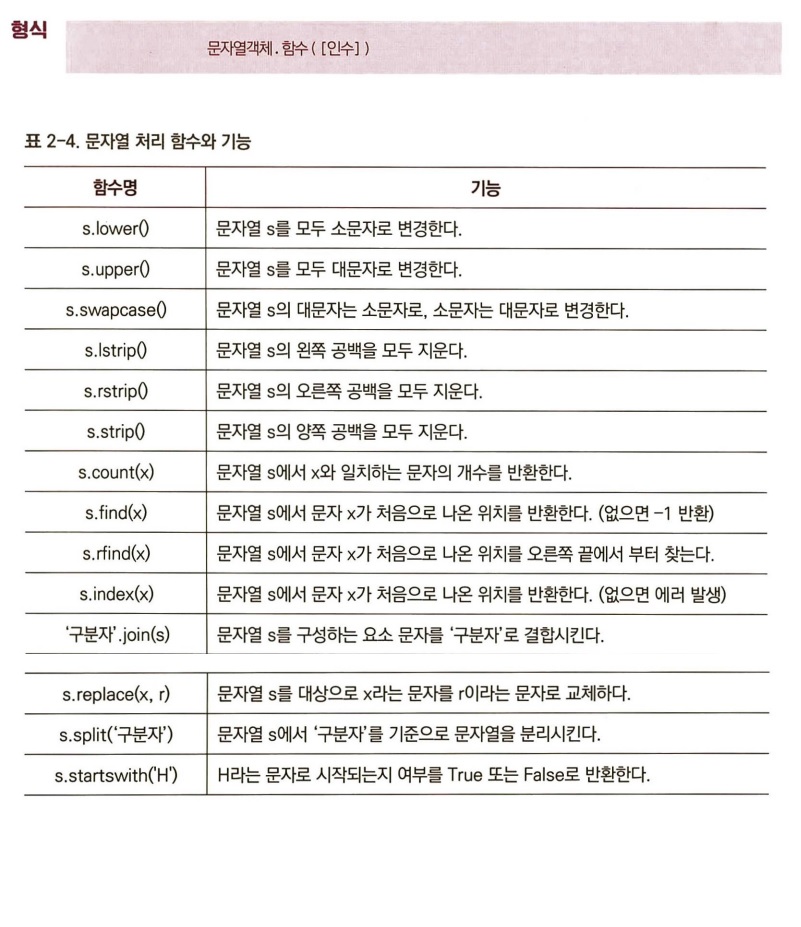 형식
문자열객체.함수([인수])
표 2-4. 문자열 처리 함수와 기능
함수명 기능
s.lower() 문자열 s를 모두 소문자로 변경한다.
s.upper() 문자열 s를 모두 대문자로 변경한다.
s.swapcase() 문자열 s의 대문자는 소문자로, 소문자는 대문자로 변경한다.
s.lstrip() 문자열 s의 왼쪽 공백을 모두 지운다.
s.rstrip() 문자열 s의 오른쪽 공백을 모두 지운다.
s.strip() 문자열 s의 양쪽 공백을 모두 지운다.
s.count(x) 문자열 s에서 x와 일치하는 문자의 개수를 반환한다.
s.find(x) 문자열 s에서 문자 x가 처음으로 나온 위치를 반환한다. (없으면 -1 반환)
s.rfind(x) 문자열 s에서 문자 x가 처음으로 나온 위치를 오른쪽 끝에서 부터 찾는다.
s.index(x) 문자열 s에서 문자 x가 처음으로 나온 위치를 반환한다. (없으면 에러 발생)
‘구분자’.join(s) 문자열 s를 구성하는 요소 문자를 ‘구분자’로 결합시킨다.
s.replace(x, r) 문자열 s를 대상으로 x라는 문자를 r이라는 문자로 교체하다.
s.split(‘구분자’) 문자열 s에서 ‘구분자’를 기준으로 문자열을 분리시킨다.
s.startswith('H') H라는 문자로 시작되는지 여부를 True 또는 False로 반환한다.